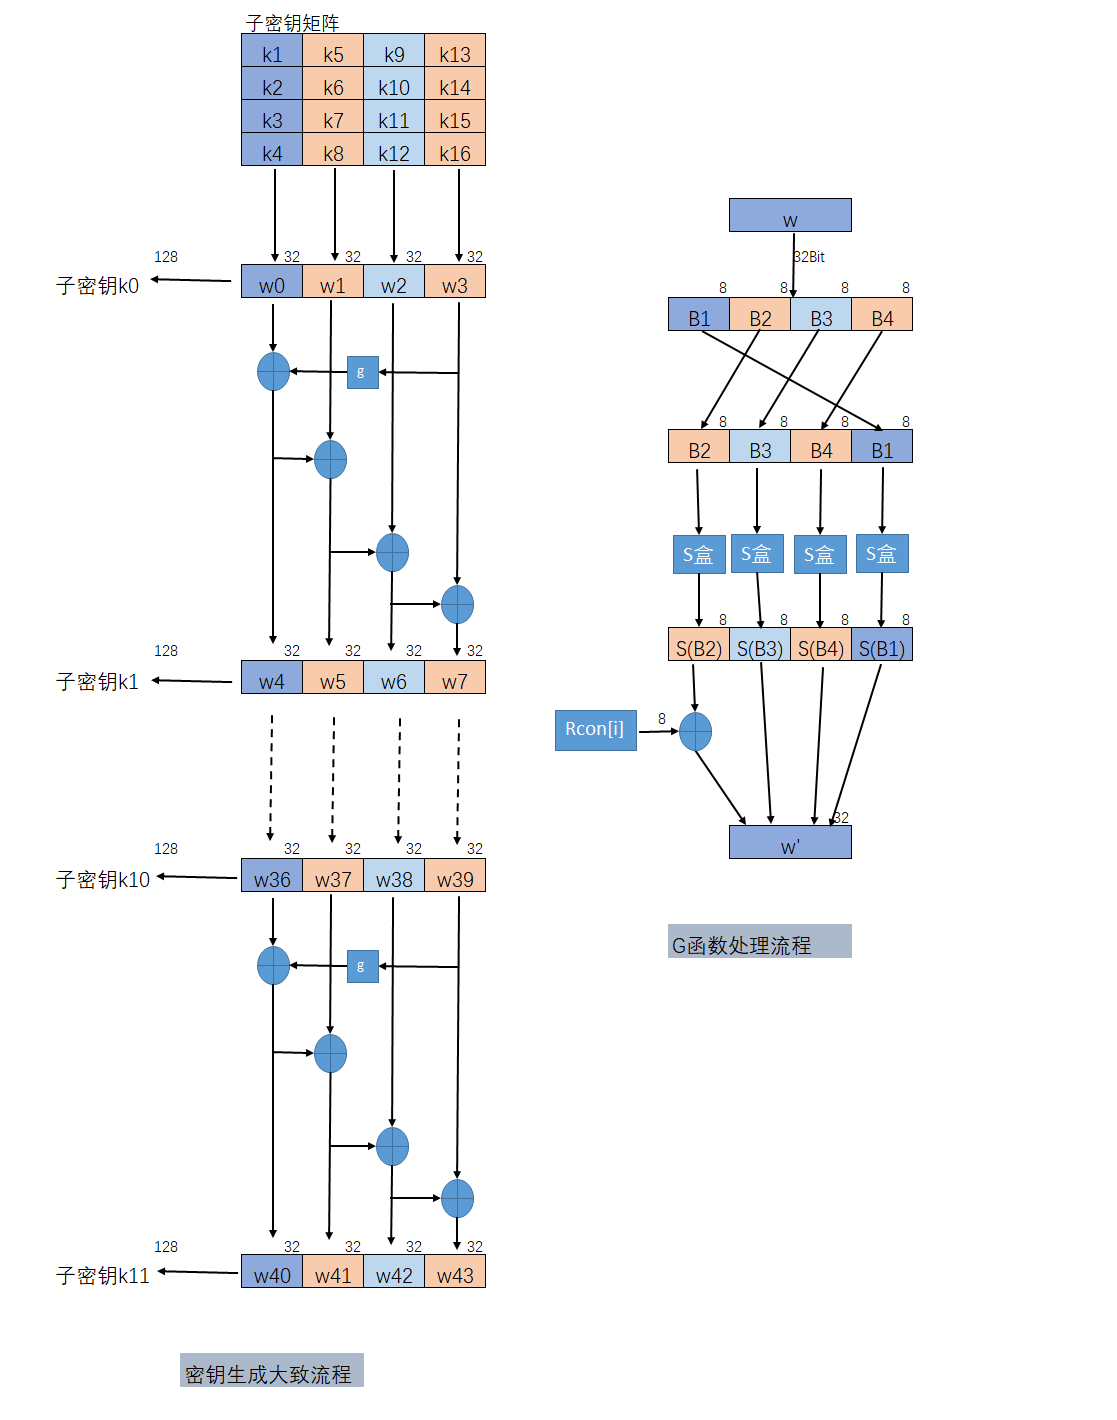 子密钥矩阵
k1 k5 k9 k13
k2 k6 k10 k14
k3 k7 k11 k15
k4 k8 k12 k16
128 32 32 32 32
子密钥k0 w0 w1 w2 w3
g
128 32 32 32 32
子密钥k1 w4 w5 w6 w7
128 32 32 32 32
子密钥k10 w36 w37 w38 w39
g
128 32 32 32 32
子密钥k11 w40 w41 w42 w43
密钥生成大致流程
w
32Bit
8 8 8 8
B1 B2 B3 B4
8 8 8 8
B2 B3 B4 B1
S盒 S盒 S盒 S盒
8 8 8 8
S(B2) S(B3) S(B4) S(B1)
Rcon[i] 8
32
w'
G函数处理流程